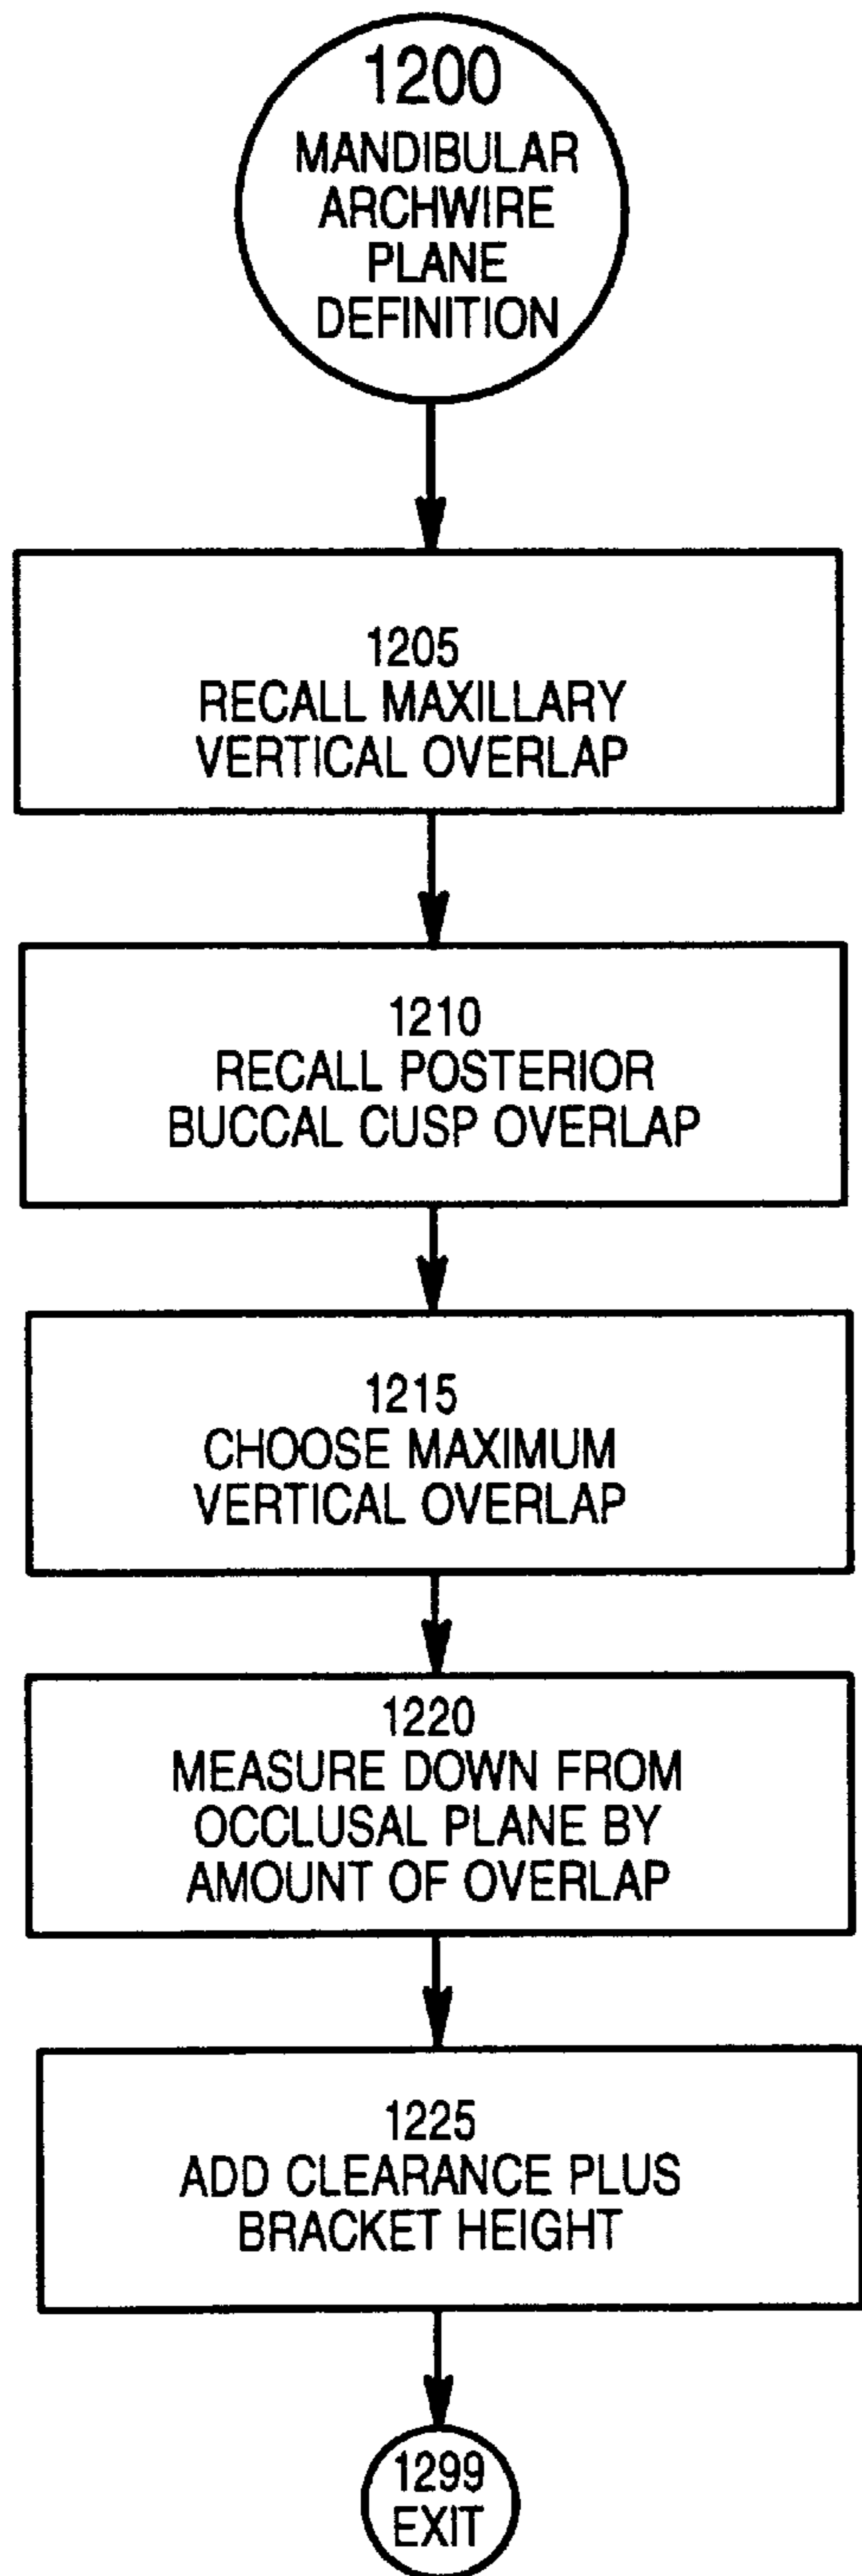 1200
MANDIBULAR
ARCHWIRE
PLANE
DEFINITION
1205
RECALL MAXILLARY
VERTICAL OVERLAP
1210
RECALL POSTERIOR
BUCCAL CUSP OVERLAP
1215
CHOOSE MAXIMUM
VERTICAL OVERLAP
1220
MEASURE DOWN FROM
OCCLUSAL PLANE BY
AMOUNT OF OVERLAP
1225
ADD CLEARANCE PLUS
BRACKET HEIGHT
1299
EXIT